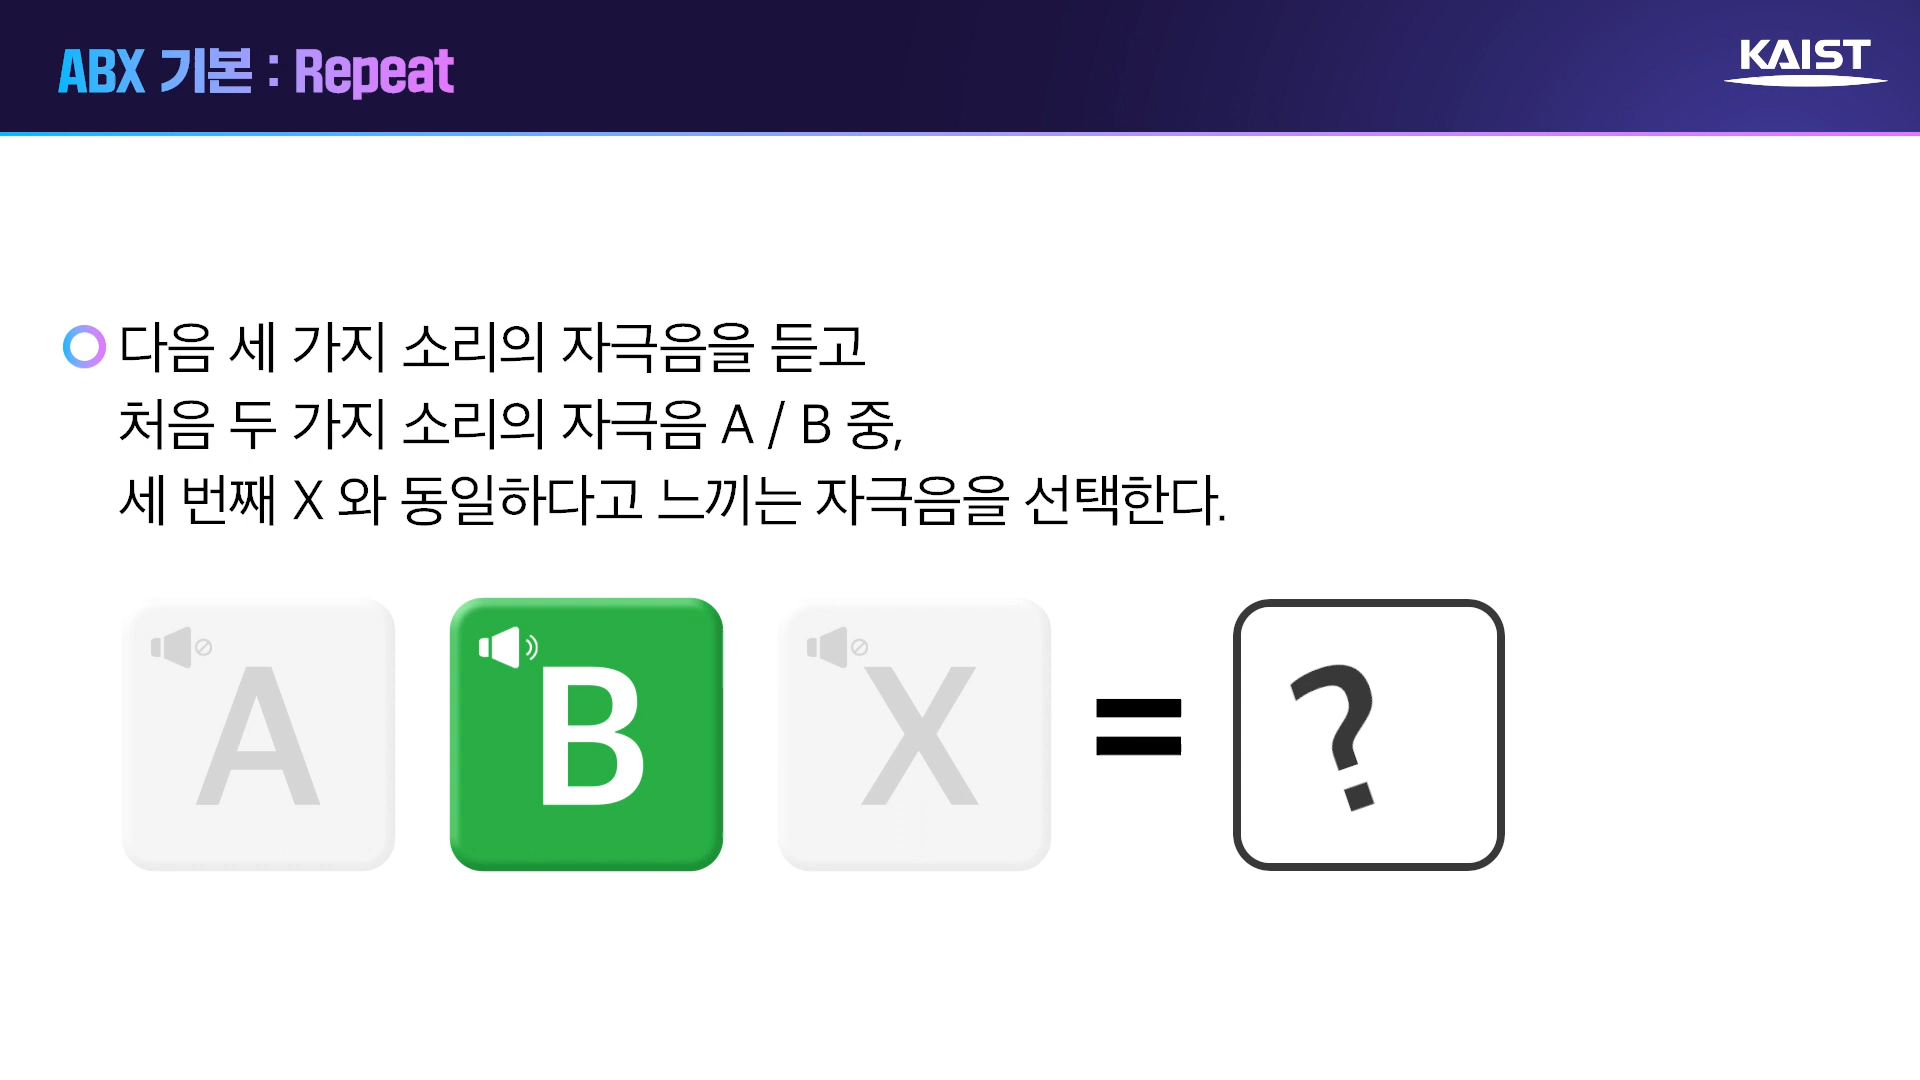 ABX 기본 : Repeat
KAIST
다음 세 가지 소리의 자극음을 듣고
처음 두 가지 소리의 자극음 A / B 중,
세 번째 X 와 동일하다고 느끼는 자극음을 선택한다.
A B X = ?